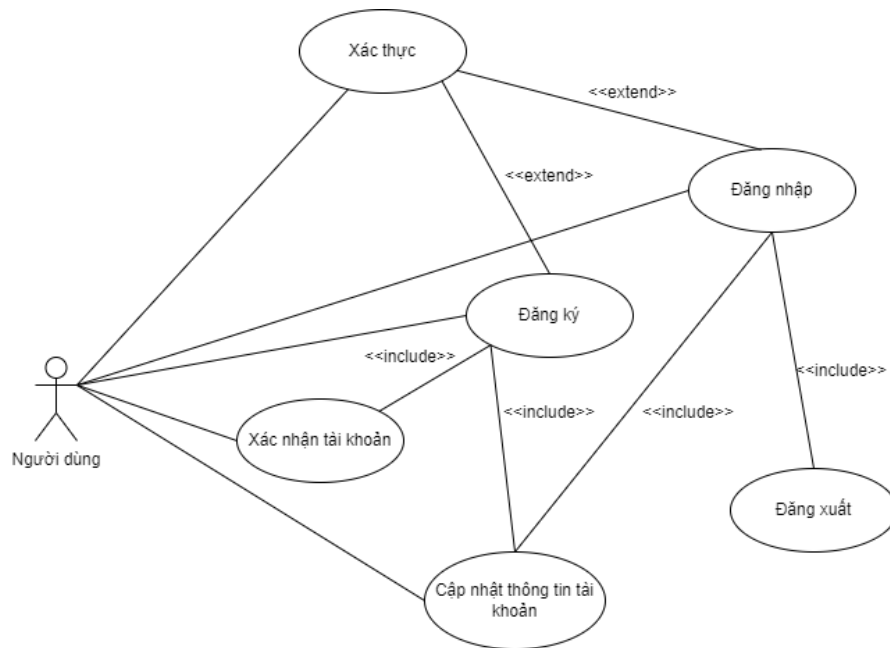 Xác thực
<<extend>>
<<extend>>
Đăng nhập
Đăng ký
<<include>>
<<include>>
<<include>>
<<include>>
Xác nhận tài khoản
Người dùng
Đăng xuất
Cập nhật thông tin tài
khoản